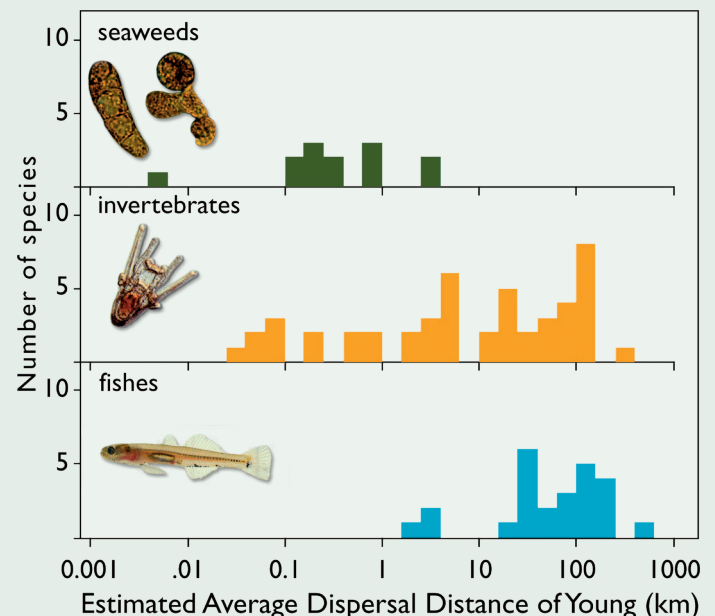 10
seaweeds
5
10
invertebrates
5
10
fishes
5
Number of species
0.001 .01 0.1 1 10 100 1000
Estimated Average Dispersal Distance of Young (km)